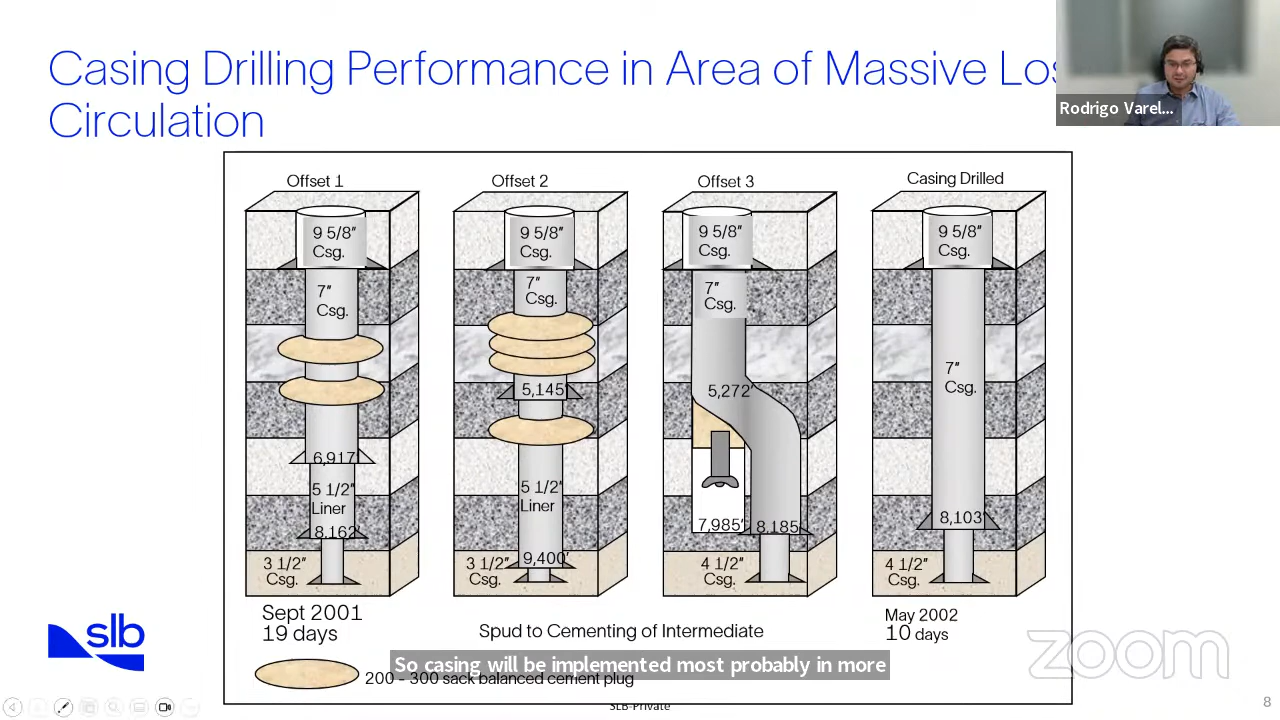 Casing Drilling Performance in Area of Massive Los
Circulation
Rodrigo Varel...
Offset 1
Offset 2
Offset 3
Casing Drilled
9 5/8"
Csg.
7"
Csg.
6,917'
5 1/2"
Liner
8,162'
3 1/2"
Csg.
9 5/8"
Csg.
7"
Csg.
5,145'
5 1/2"
Liner
9,400'
3 1/2"
Csg.
9 5/8"
Csg.
7"
Csg.
5,272'
7,985'
8,185'
4 1/2"
Csg.
9 5/8"
Csg.
7"
Csg.
8,103'
4 1/2"
Csg.
Sept 2001
19 days
Spud to Cementing of Intermediate
May 2002
10 days
So casing will be implemented most probably in more
200 - 300 sack balanced cement plug
slb
zoom
SLB-Private
8